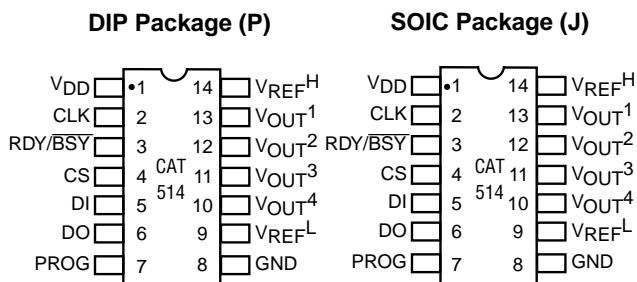 DIP Package (P)
VDD 1 14 VREFH
CLK 2 13 VOUT1
RDY/BSY 3 12 VOUT2
CS 4 CAT 11 VOUT3
DI 5 514 10 VOUT4
DO 6 9 VREFL
PROG 7 8 GND
SOIC Package (J)
VDD 1 14 VREFH
CLK 2 13 VOUT1
RDY/BSY 3 12 VOUT2
CS 4 CAT 11 VOUT3
DI 5 514 10 VOUT4
DO 6 9 VREFL
PROG 7 8 GND